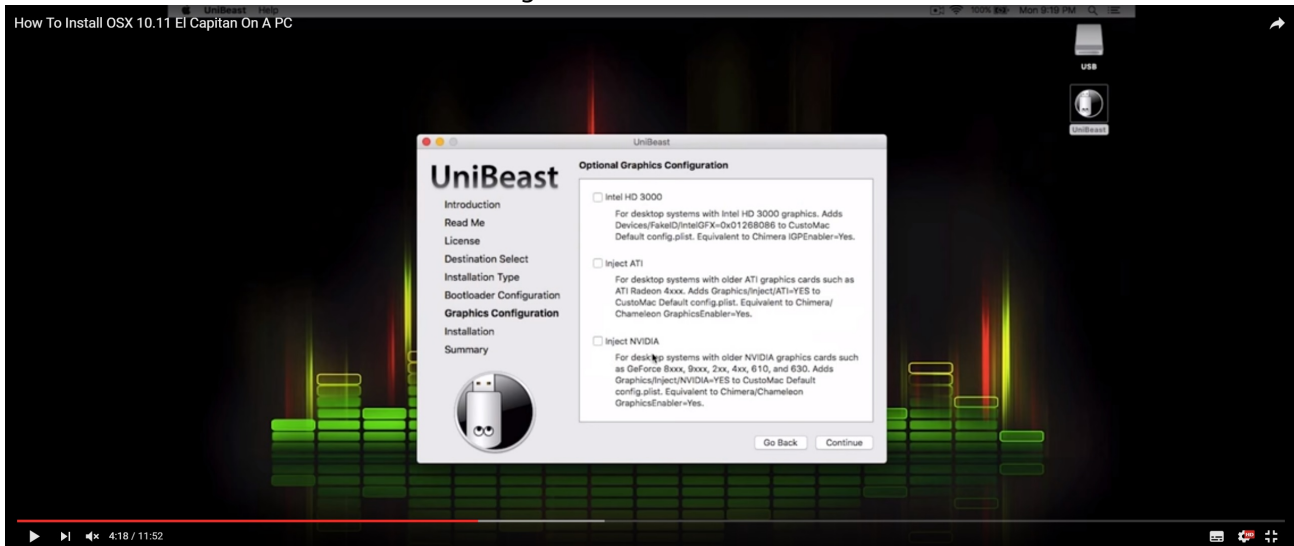 UniBeast Help
100% Mon 9:19 PM
How To Install OSX 10.11 El Capitan On A PC
USB
UniBeast
UniBeast
UniBeast
Introduction
Read Me
License
Destination Select
Installation Type
Bootloader Configuration
Graphics Configuration
Installation
Summary
Optional Graphics Configuration
Intel HD 3000
For desktop systems with Intel HD 3000 graphics. Adds
Devices/FakeID/IntelGFX=0x01268086 to CustoMac
Default config.plist. Equivalent to Chimera IGPEnabler=Yes.
Inject ATI
For desktop systems with older ATI graphics cards such as
ATI Radeon 4xxx. Adds Graphics/Inject/ATI=YES to
CustoMac Default config.plist. Equivalent to Chimera/
Chameleon GraphicsEnabler=Yes.
Inject NVIDIA
For desktop systems with older NVIDIA graphics cards such
as GeForce 8xxx, 9xxx, 2xx, 4xx, 610, and 630. Adds
Graphics/Inject/NVIDIA=YES to CustoMac Default
config.plist. Equivalent to Chimera/Chameleon
GraphicsEnabler=Yes.
Go Back Continue
4:18 / 11:52
HD